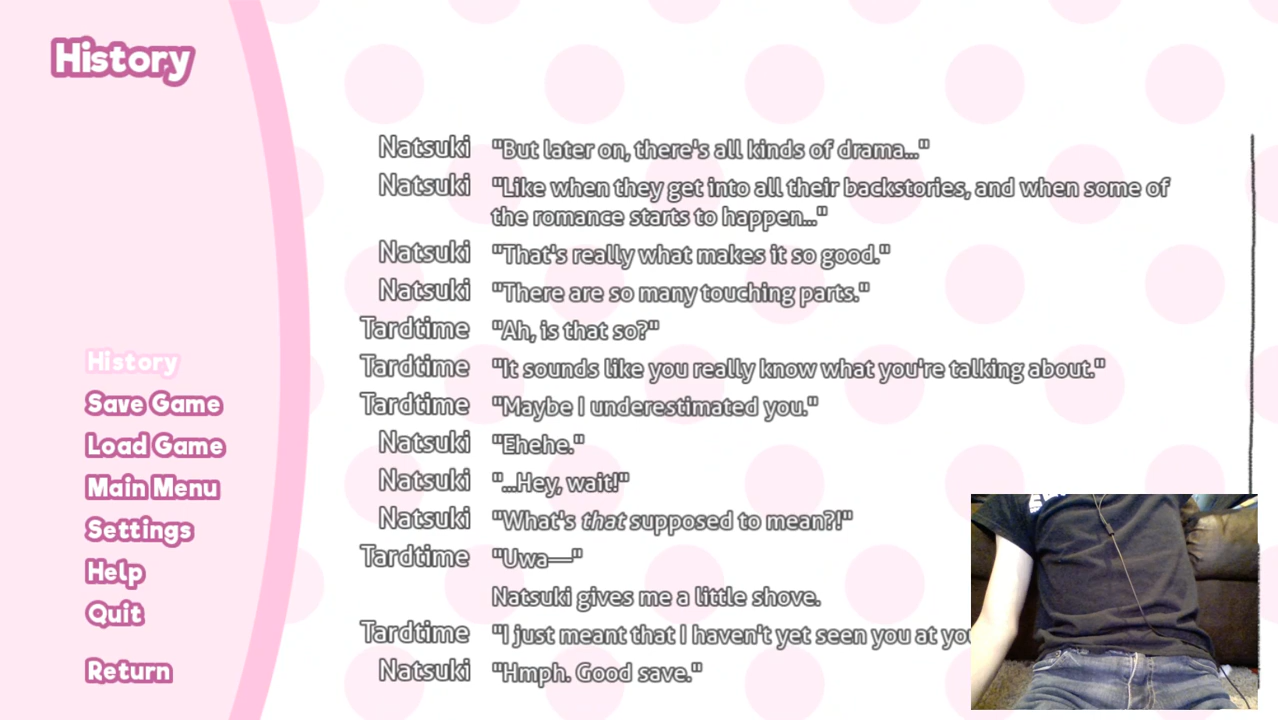 History
Natsuki "But later on, there's all kinds of drama..."
Natsuki "Like when they get into all their backstories, and when some of
the romance starts to happen..."
Natsuki "That's really what makes it so good."
Natsuki "There are so many touching parts."
Tardtime "Ah, is that so?"
Tardtime "It sounds like you really know what you're talking about."
Tardtime "Maybe I underestimated you."
Natsuki "Ehehe."
Natsuki "...Hey, wait!"
Natsuki "What's that supposed to mean?!"
Tardtime "Uwa—"
Natsuki gives me a little shove.
Tardtime "I just meant that I haven't yet seen you at
Natsuki "Hmph. Good save."
History
Save Game
Load Game
Main Menu
Settings
Help
Quit
Return